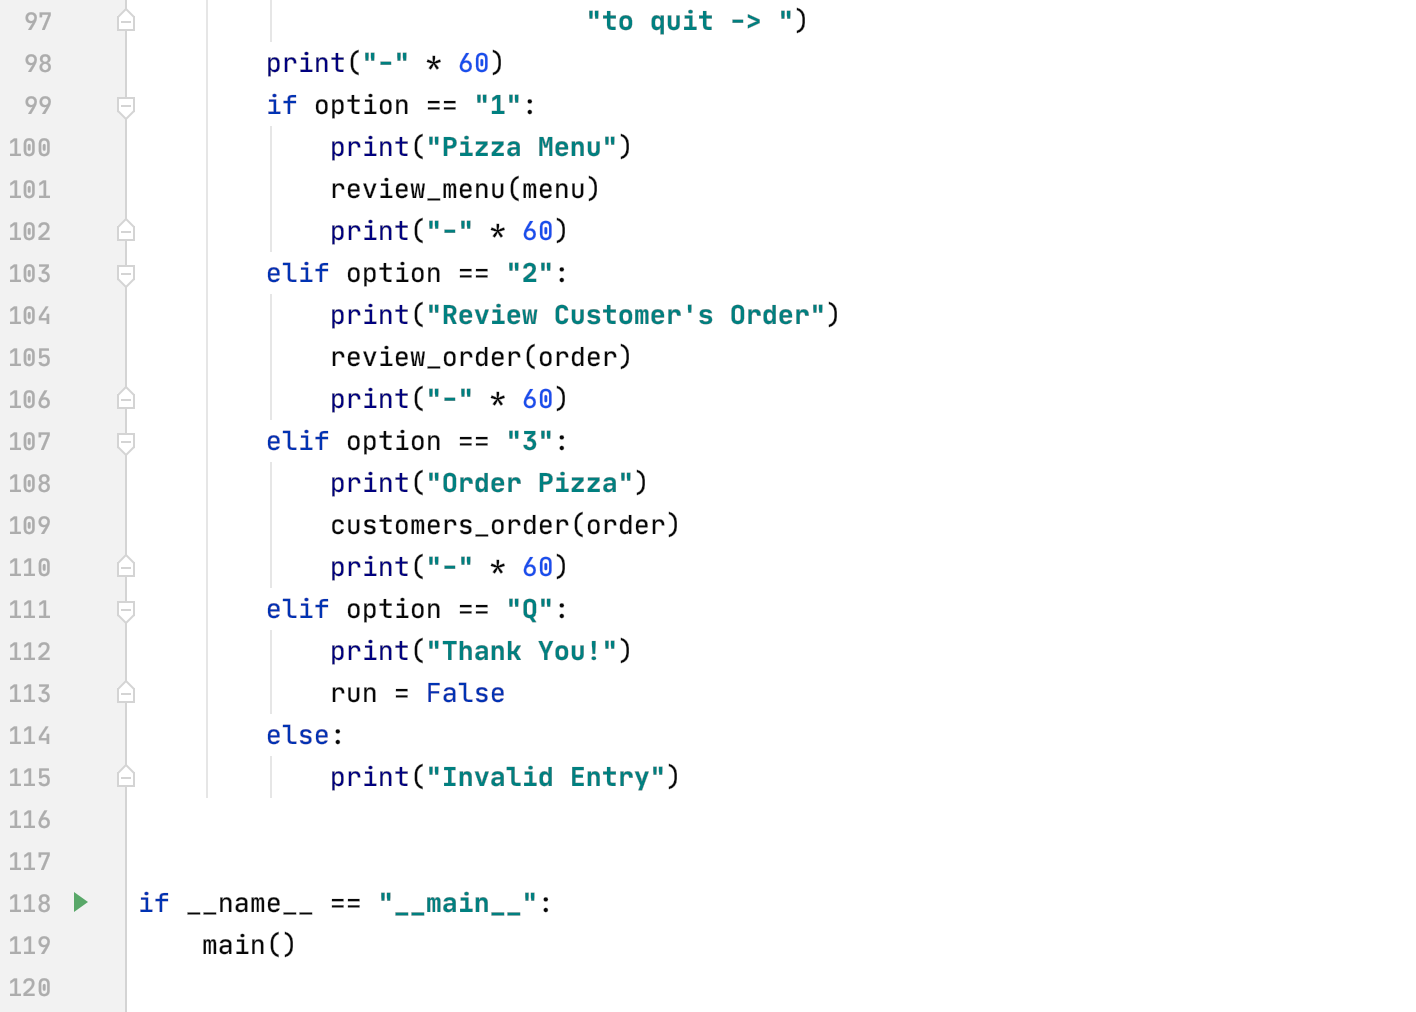 97                                 "to quit -> ")
98             print("-" * 60)
99             if option == "1":
100                print("Pizza Menu")
101                review_menu(menu)
102                print("-" * 60)
103            elif option == "2":
104                print("Review Customer's Order")
105                review_order(order)
106                print("-" * 60)
107            elif option == "3":
108                print("Order Pizza")
109                customers_order(order)
110                print("-" * 60)
111            elif option == "Q":
112                print("Thank You!")
113                run = False
114            else:
115                print("Invalid Entry")
116
117
118    if __name__ == "__main__":
119        main()
120